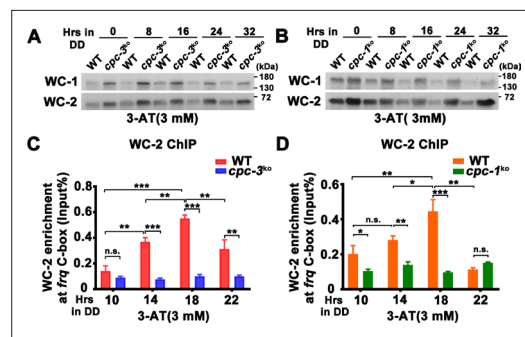 A Hrs in DD 0 8 16 24 32
WT cpc-3ko WT cpc-3ko WT cpc-3ko WT cpc-3ko WT cpc-3ko WT
(kDa)
WC-1 180
130
WC-2 72
3-AT(3 mM)
B Hrs in DD 0 8 16 24 32
WT cpc-1ko WT cpc-1ko WT cpc-1ko WT cpc-1ko WT cpc-1ko
(kDa)
WC-1 180
130
WC-2 72
3-AT( 3mM)
C WC-2 ChIP
WT
cpc-3ko
WC-2 enrichment
at frq C-box (Input%)
0.8
0.6
0.4
0.2
0.0
*** ** ** *** ** *** ** n.s.
Hrs in DD 10 14 18 22
3-AT(3 mM)
D WC-2 ChIP
WT
cpc-1ko
WC-2 enrichment
at frq C-box (Input%)
0.6
0.4
0.2
0.0
** * ** *** n.s. ** n.s. *
Hrs in DD 10 14 18 22
3-AT(3 mM)